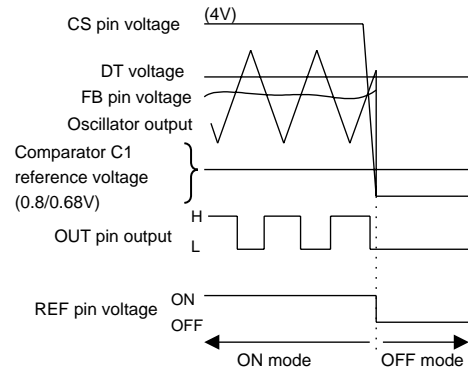 CS pin voltage
(4V)
DT voltage
FB pin voltage
Oscillator output
Comparator C1
reference voltage
(0.8/0.68V)
H
OUT pin output
L
ON
REF pin voltage
OFF
ON mode
OFF mode